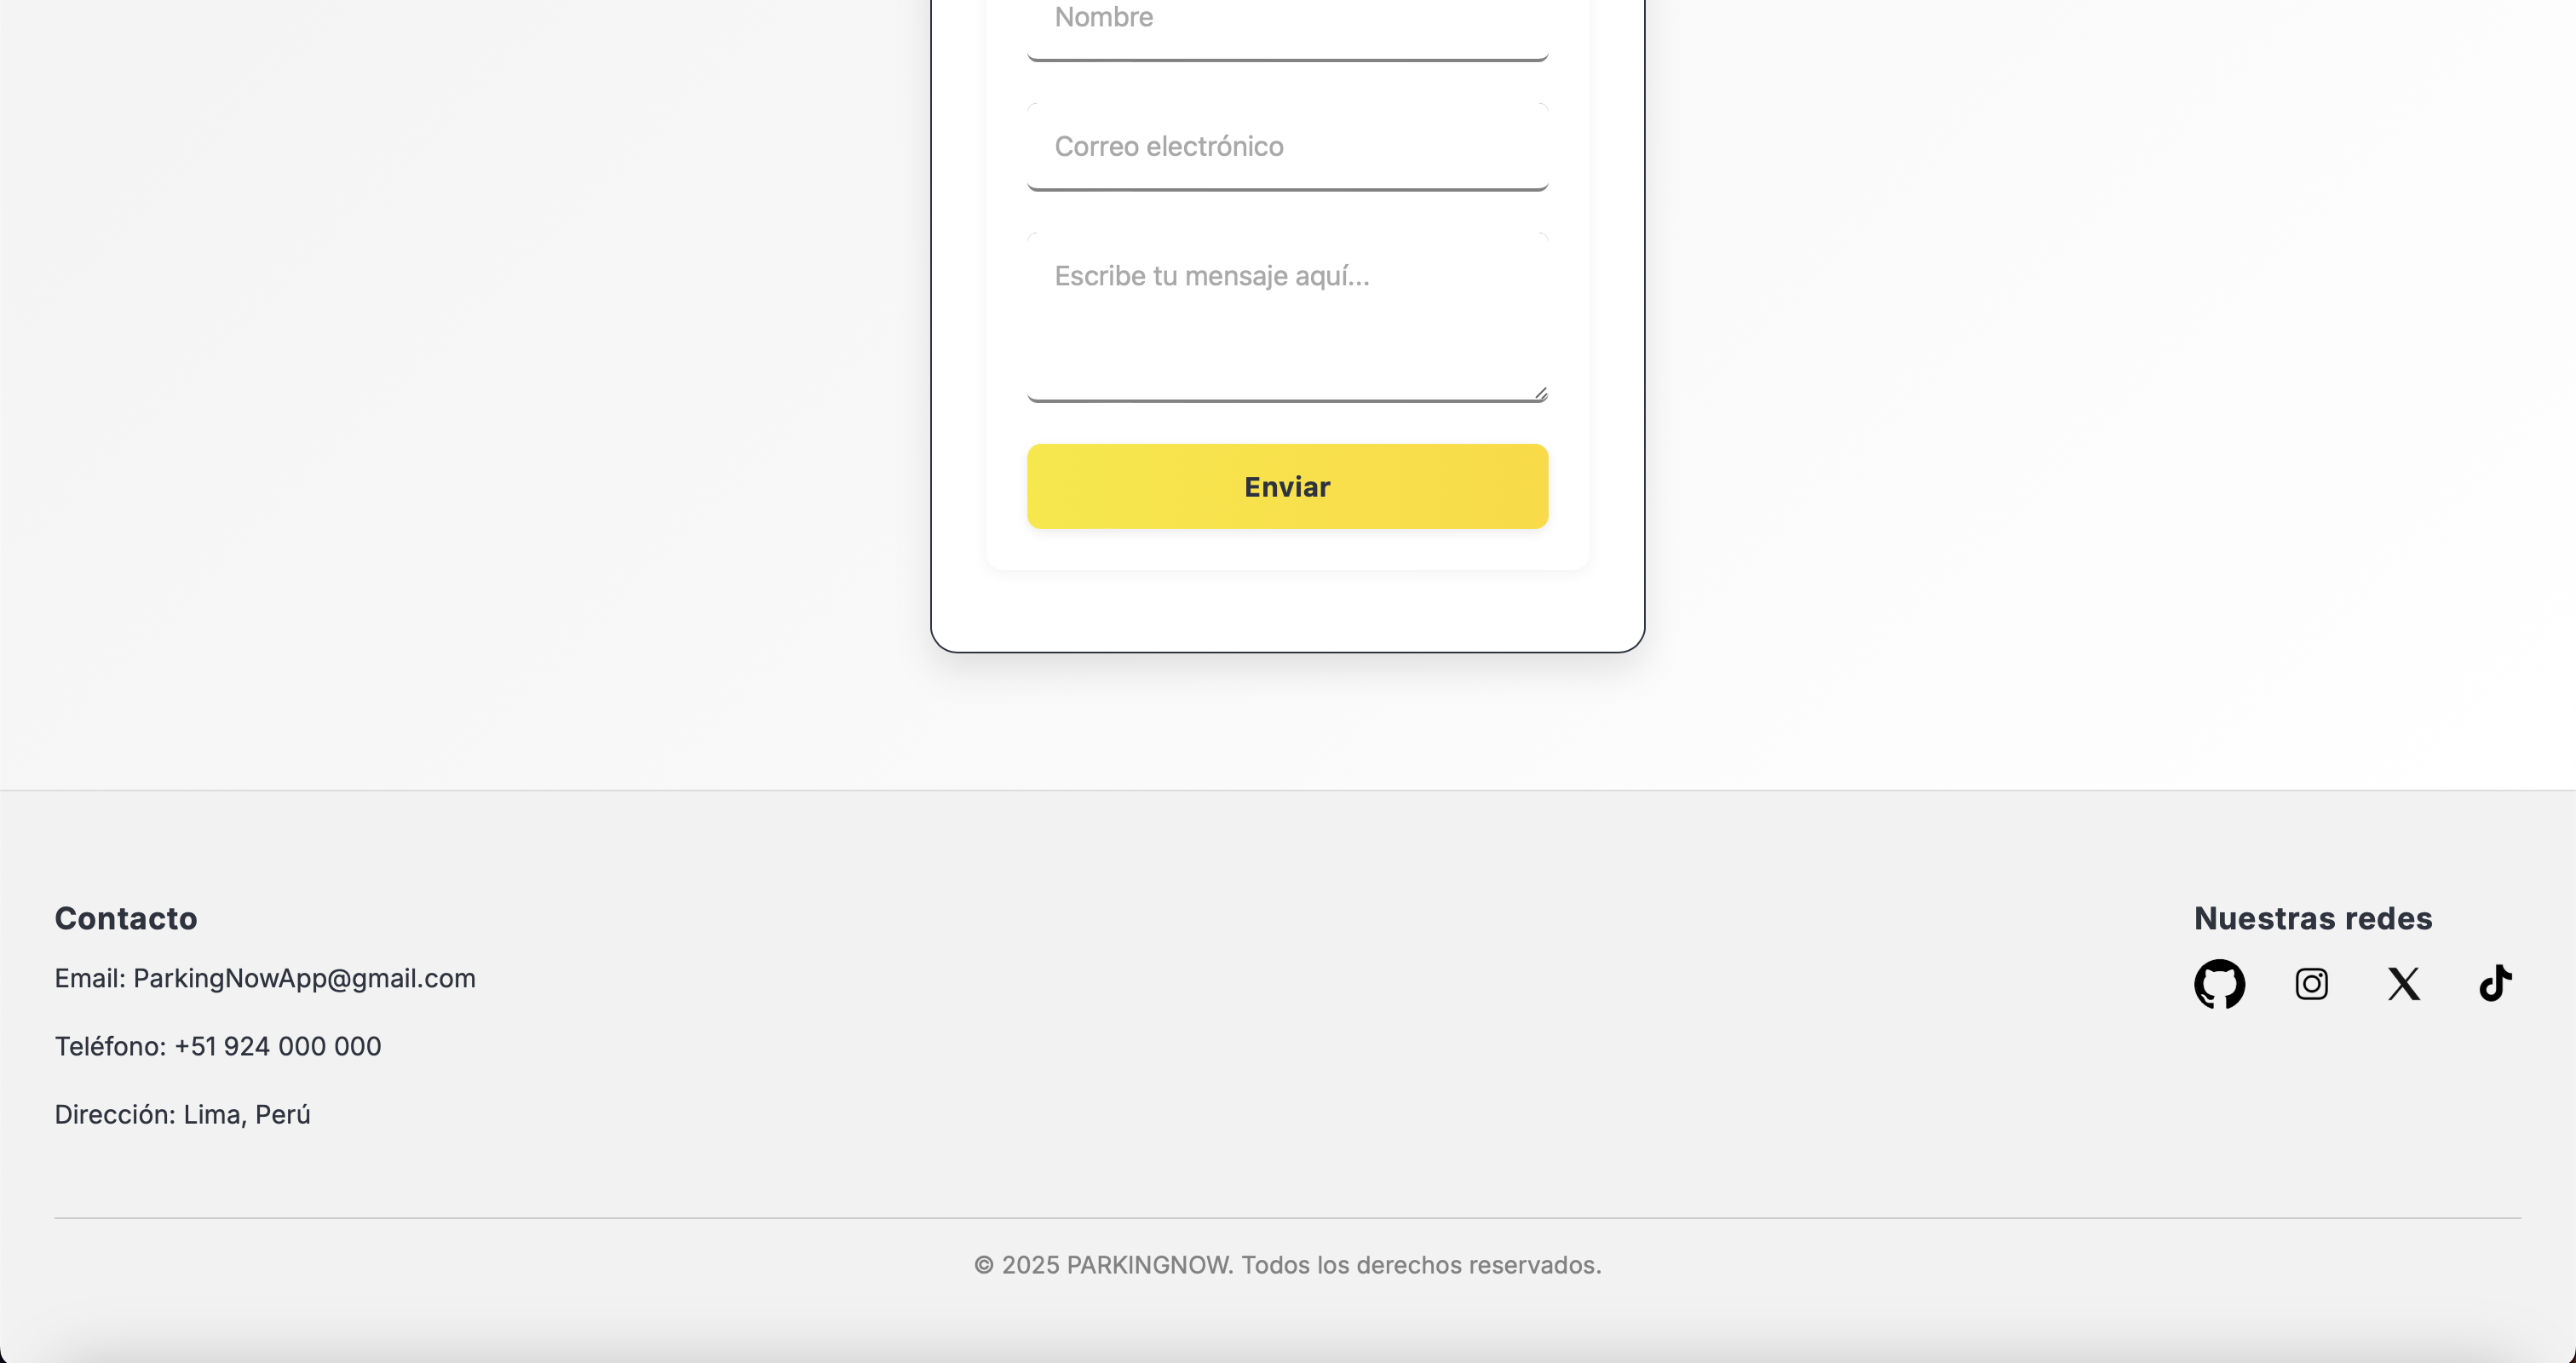 Nombre
Correo electrónico
Escribe tu mensaje aquí...
Enviar
Contacto
Email: ParkingNowApp@gmail.com
Teléfono: +51 924 000 000
Dirección: Lima, Perú
Nuestras redes
© 2025 PARKINGNOW. Todos los derechos reservados.